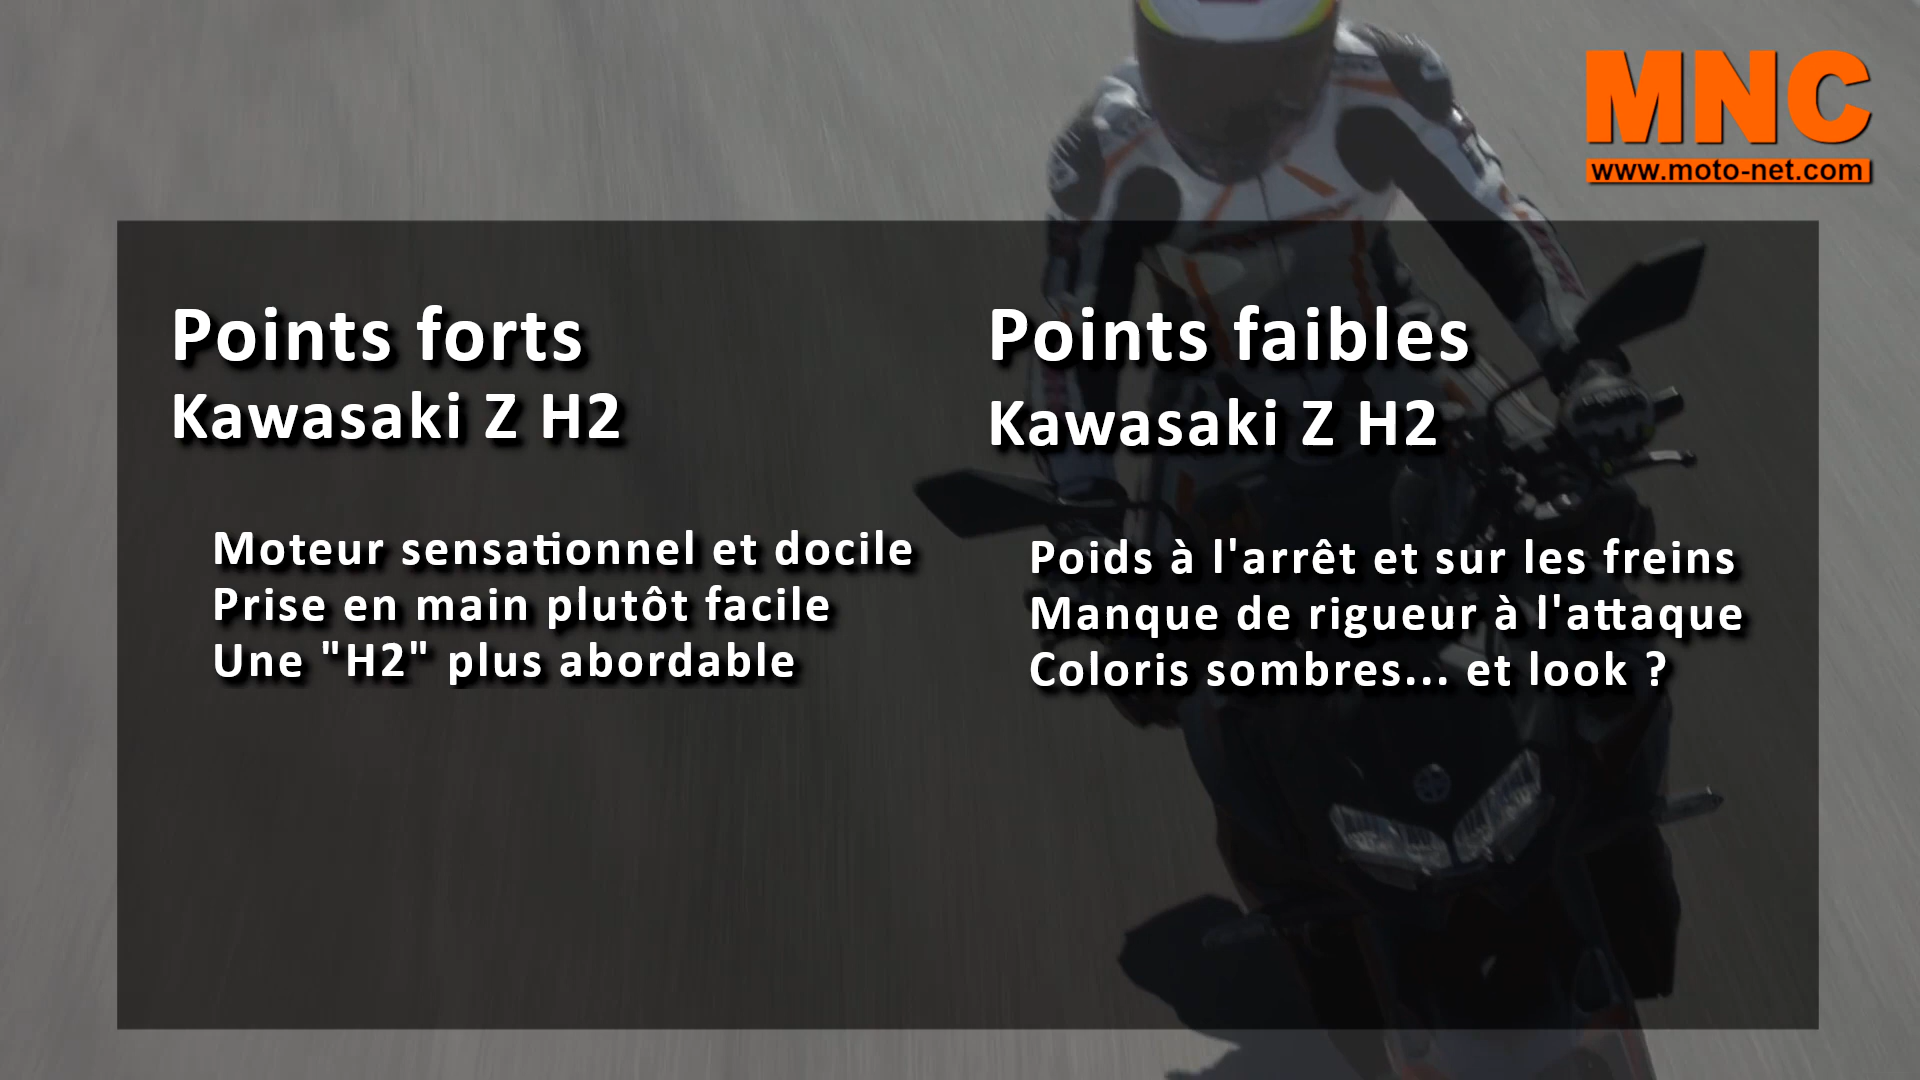 MNC
www.moto-net.com
Points forts
Kawasaki Z H2
Moteur sensationnel et docile
Prise en main plutôt facile
Une "H2" plus abordable
Points faibles
Kawasaki Z H2
Poids à l'arrêt et sur les freins
Manque de rigueur à l'attaque
Coloris sombres... et look ?